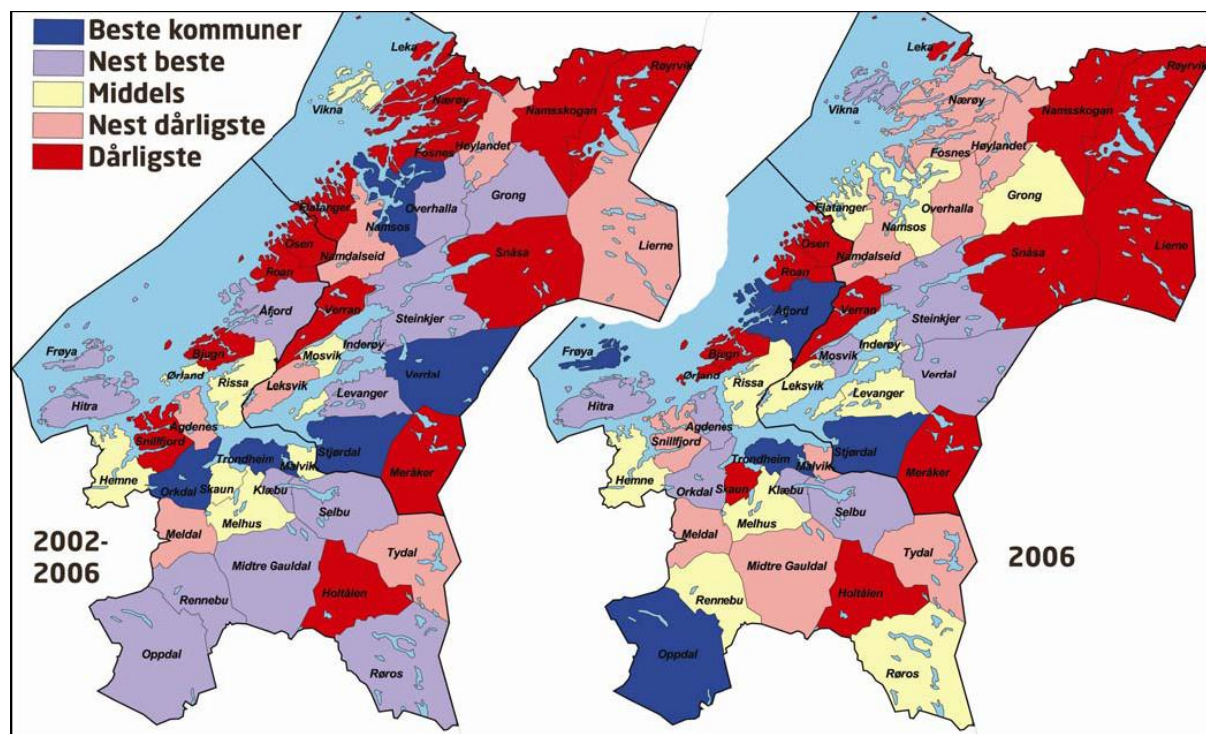 Beste kommuner
Nest beste
Middels
Nest dårligste
Dårligste
Leka
Røyrvik
Vikna
Nærøy
Namsskogan
Fosnes
Høylandet
Flatanger
Overhalla
Grong
Namsos
Lierne
Osen
Namdalseid
Snåsa
Roan
Verran
Åfjord
Steinkjer
Frøya
Bjugn
Mosvik
Inderøy
Ørland
Rissa
Verdal
Hitra
Leksvik
Levanger
Agdenes
Snillfjord
Trondheim
Stjørdal
Malvik
Meråker
Hemne
Orkdal
Skaun
Klæbu
Selbu
Melhus
Meldal
2002-
2006
Tydal
Midtre Gauldal
Holtålen
Rennebu
Oppdal
Røros
Leka
Røyrvik
Vikna
Nærøy
Namsskogan
Fosnes
Høylandet
Flatanger
Overhalla
Grong
Namsos
Lierne
Osen
Namdalseid
Snåsa
Roan
Verran
Åfjord
Steinkjer
Frøya
Bjugn
Mosvik
Inderøy
Ørland
Rissa
Verdal
Hitra
Leksvik
Levanger
Agdenes
Snillfjord
Trondheim
Stjørdal
Malvik
Meråker
Hemne
Orkdal
Skaun
Klæbu
Selbu
Melhus
Meldal
Tydal
2006
Midtre Gauldal
Holtålen
Rennebu
Oppdal
Røros